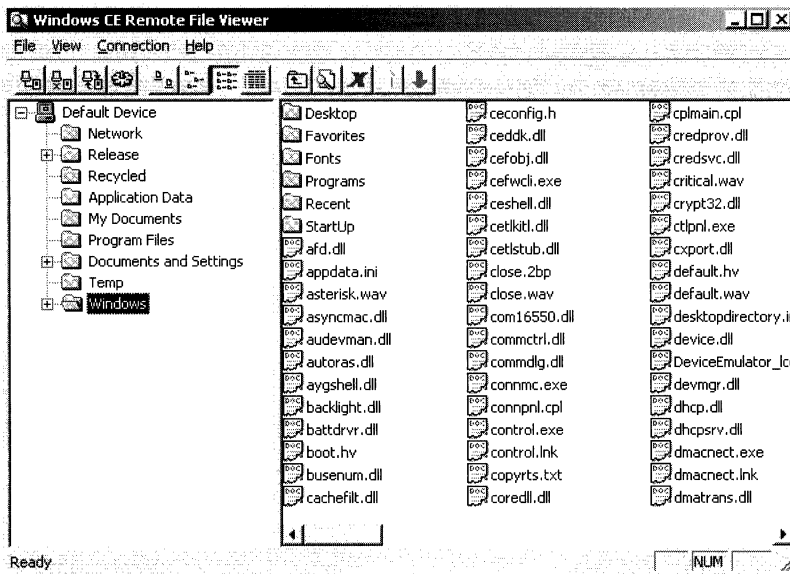 Windows CE Remote File Viewer
File View Connection Help
Default Device
Network
Release
Recycled
Application Data
My Documents
Program Files
Documents and Settings
Temp
Windows
Desktop
Favorites
Fonts
Programs
Recent
StartUp
afd.dll
appdata.ini
asterisk.wav
asyncmac.dll
audevman.dll
autoras.dll
aygshell.dll
backlight.dll
battdrvr.dll
boot.hv
busenum.dll
cachefilt.dll
ceconfig.h
ceddk.dll
cefobj.dll
cefwcli.exe
ceshell.dll
cetlkitl.dll
cetlstub.dll
close.2bp
close.wav
com16550.dll
commctrl.dll
commdlg.dll
connmc.exe
connpnl.cpl
control.exe
control.lnk
copyrts.txt
coredll.dll
cplmain.cpl
credprov.dll
credsvc.dll
critical.wav
crypt32.dll
ctlpnl.exe
cxport.dll
default.hv
default.wav
desktopdirectory.i
device.dll
DeviceEmulator_lc
devmgr.dll
dhcp.dll
dhcpsrv.dll
dmacnect.exe
dmacnect.lnk
dmatrans.dll
Ready
NUM